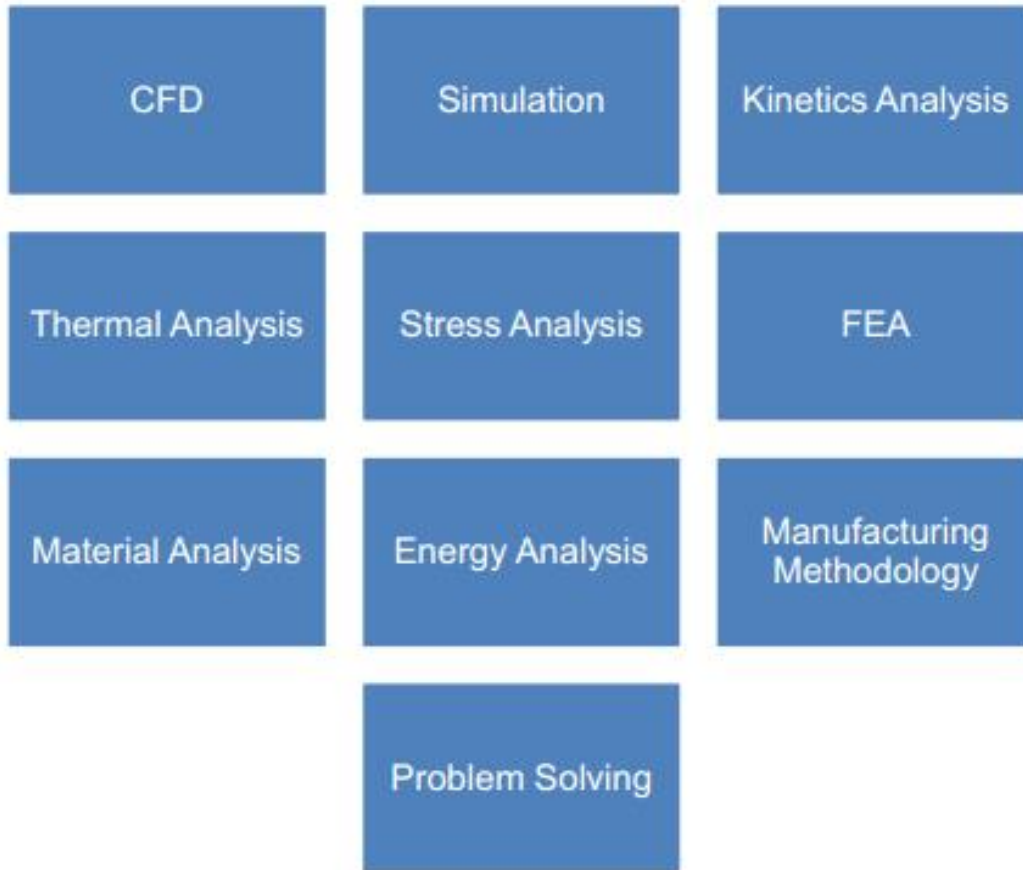 CFD
Simulation
Kinetics Analysis
Thermal Analysis
Stress Analysis
FEA
Material Analysis
Energy Analysis
Manufacturing
Methodology
Problem Solving